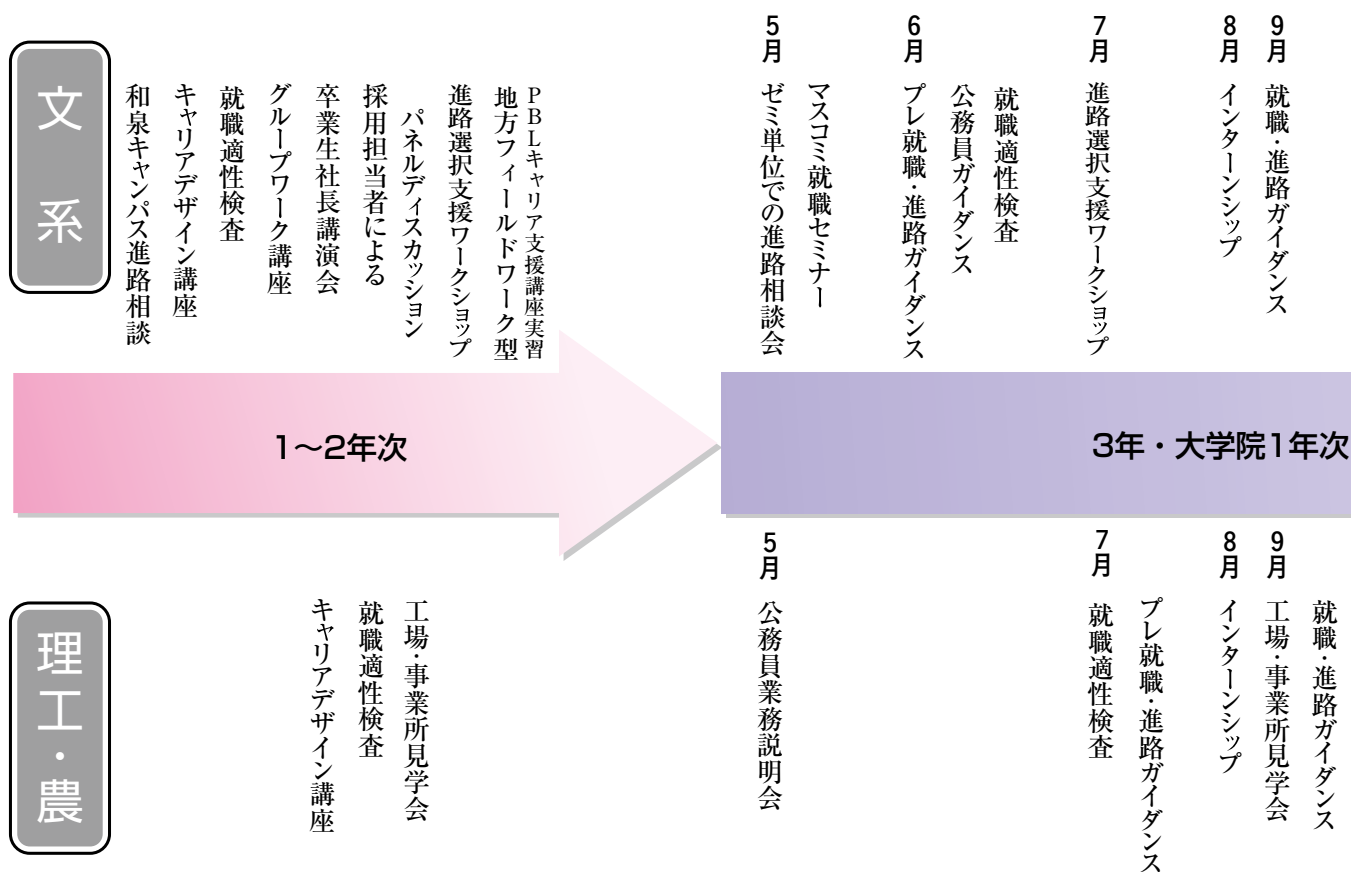 文系
和泉キャンパス進路相談
キャリアデザイン講座
就職適性検査
グループワーク講座
卒業生社長講演会
採用担当者による
パネルディスカッション
進路選択支援ワークショップ
地方フィールドワーク型
PBLキャリア支援講座実習
5月 ゼミ単位での進路相談会
マスコミ就職セミナー
6月 プレ就職・進路ガイダンス
公務員ガイダンス
就職適性検査
7月 進路選択支援ワークショップ
8月 インターンシップ
9月 就職・進路ガイダンス
1〜2年次
3年・大学院1年次
理工・農
キャリアデザイン講座
就職適性検査
工場・事業所見学会
5月 公務員業務説明会
7月 就職適性検査
プレ就職・進路ガイダンス
8月 インターンシップ
9月 工場・事業所見学会
就職・進路ガイダンス